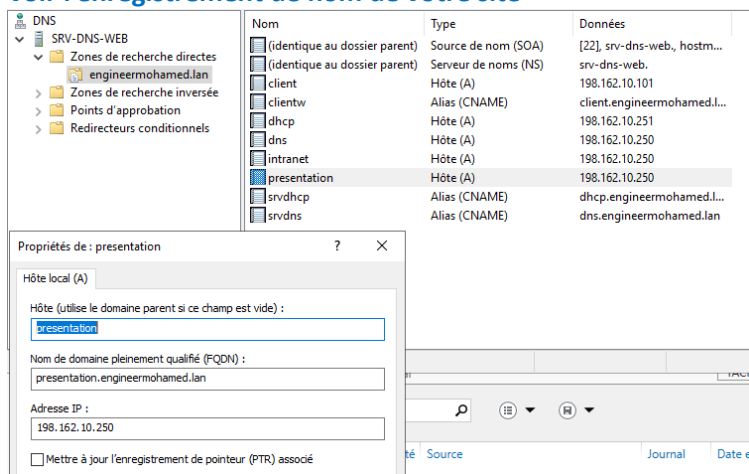 DNS
SRV-DNS-WEB
Zones de recherche directes
engineermohamed.lan
Zones de recherche inversée
Points d'approbation
Redirecteurs conditionnels
Nom Type Données
(identique au dossier parent) Source de nom (SOA) [22], srv-dns-web., hostm...
(identique au dossier parent) Serveur de noms (NS) srv-dns-web.
client Hôte (A) 198.162.10.101
clientw Alias (CNAME) client.engineermohamed.l...
dhcp Hôte (A) 198.162.10.251
dns Hôte (A) 198.162.10.250
intranet Hôte (A) 198.162.10.250
presentation Hôte (A) 198.162.10.250
srvdhcp Alias (CNAME) dhcp.engineermohamed.l...
srvdns Alias (CNAME) dns.engineermohamed.lan
Propriétés de : presentation ? ×
Hôte local (A)
Hôte (utilise le domaine parent si ce champ est vide) :
presentation
Nom de domaine pleinement qualifié (FQDN) :
presentation.engineermohamed.lan
Adresse IP :
198.162.10.250
Mettre à jour l'enregistrement de pointeur (PTR) associé
té Source Journal Date e